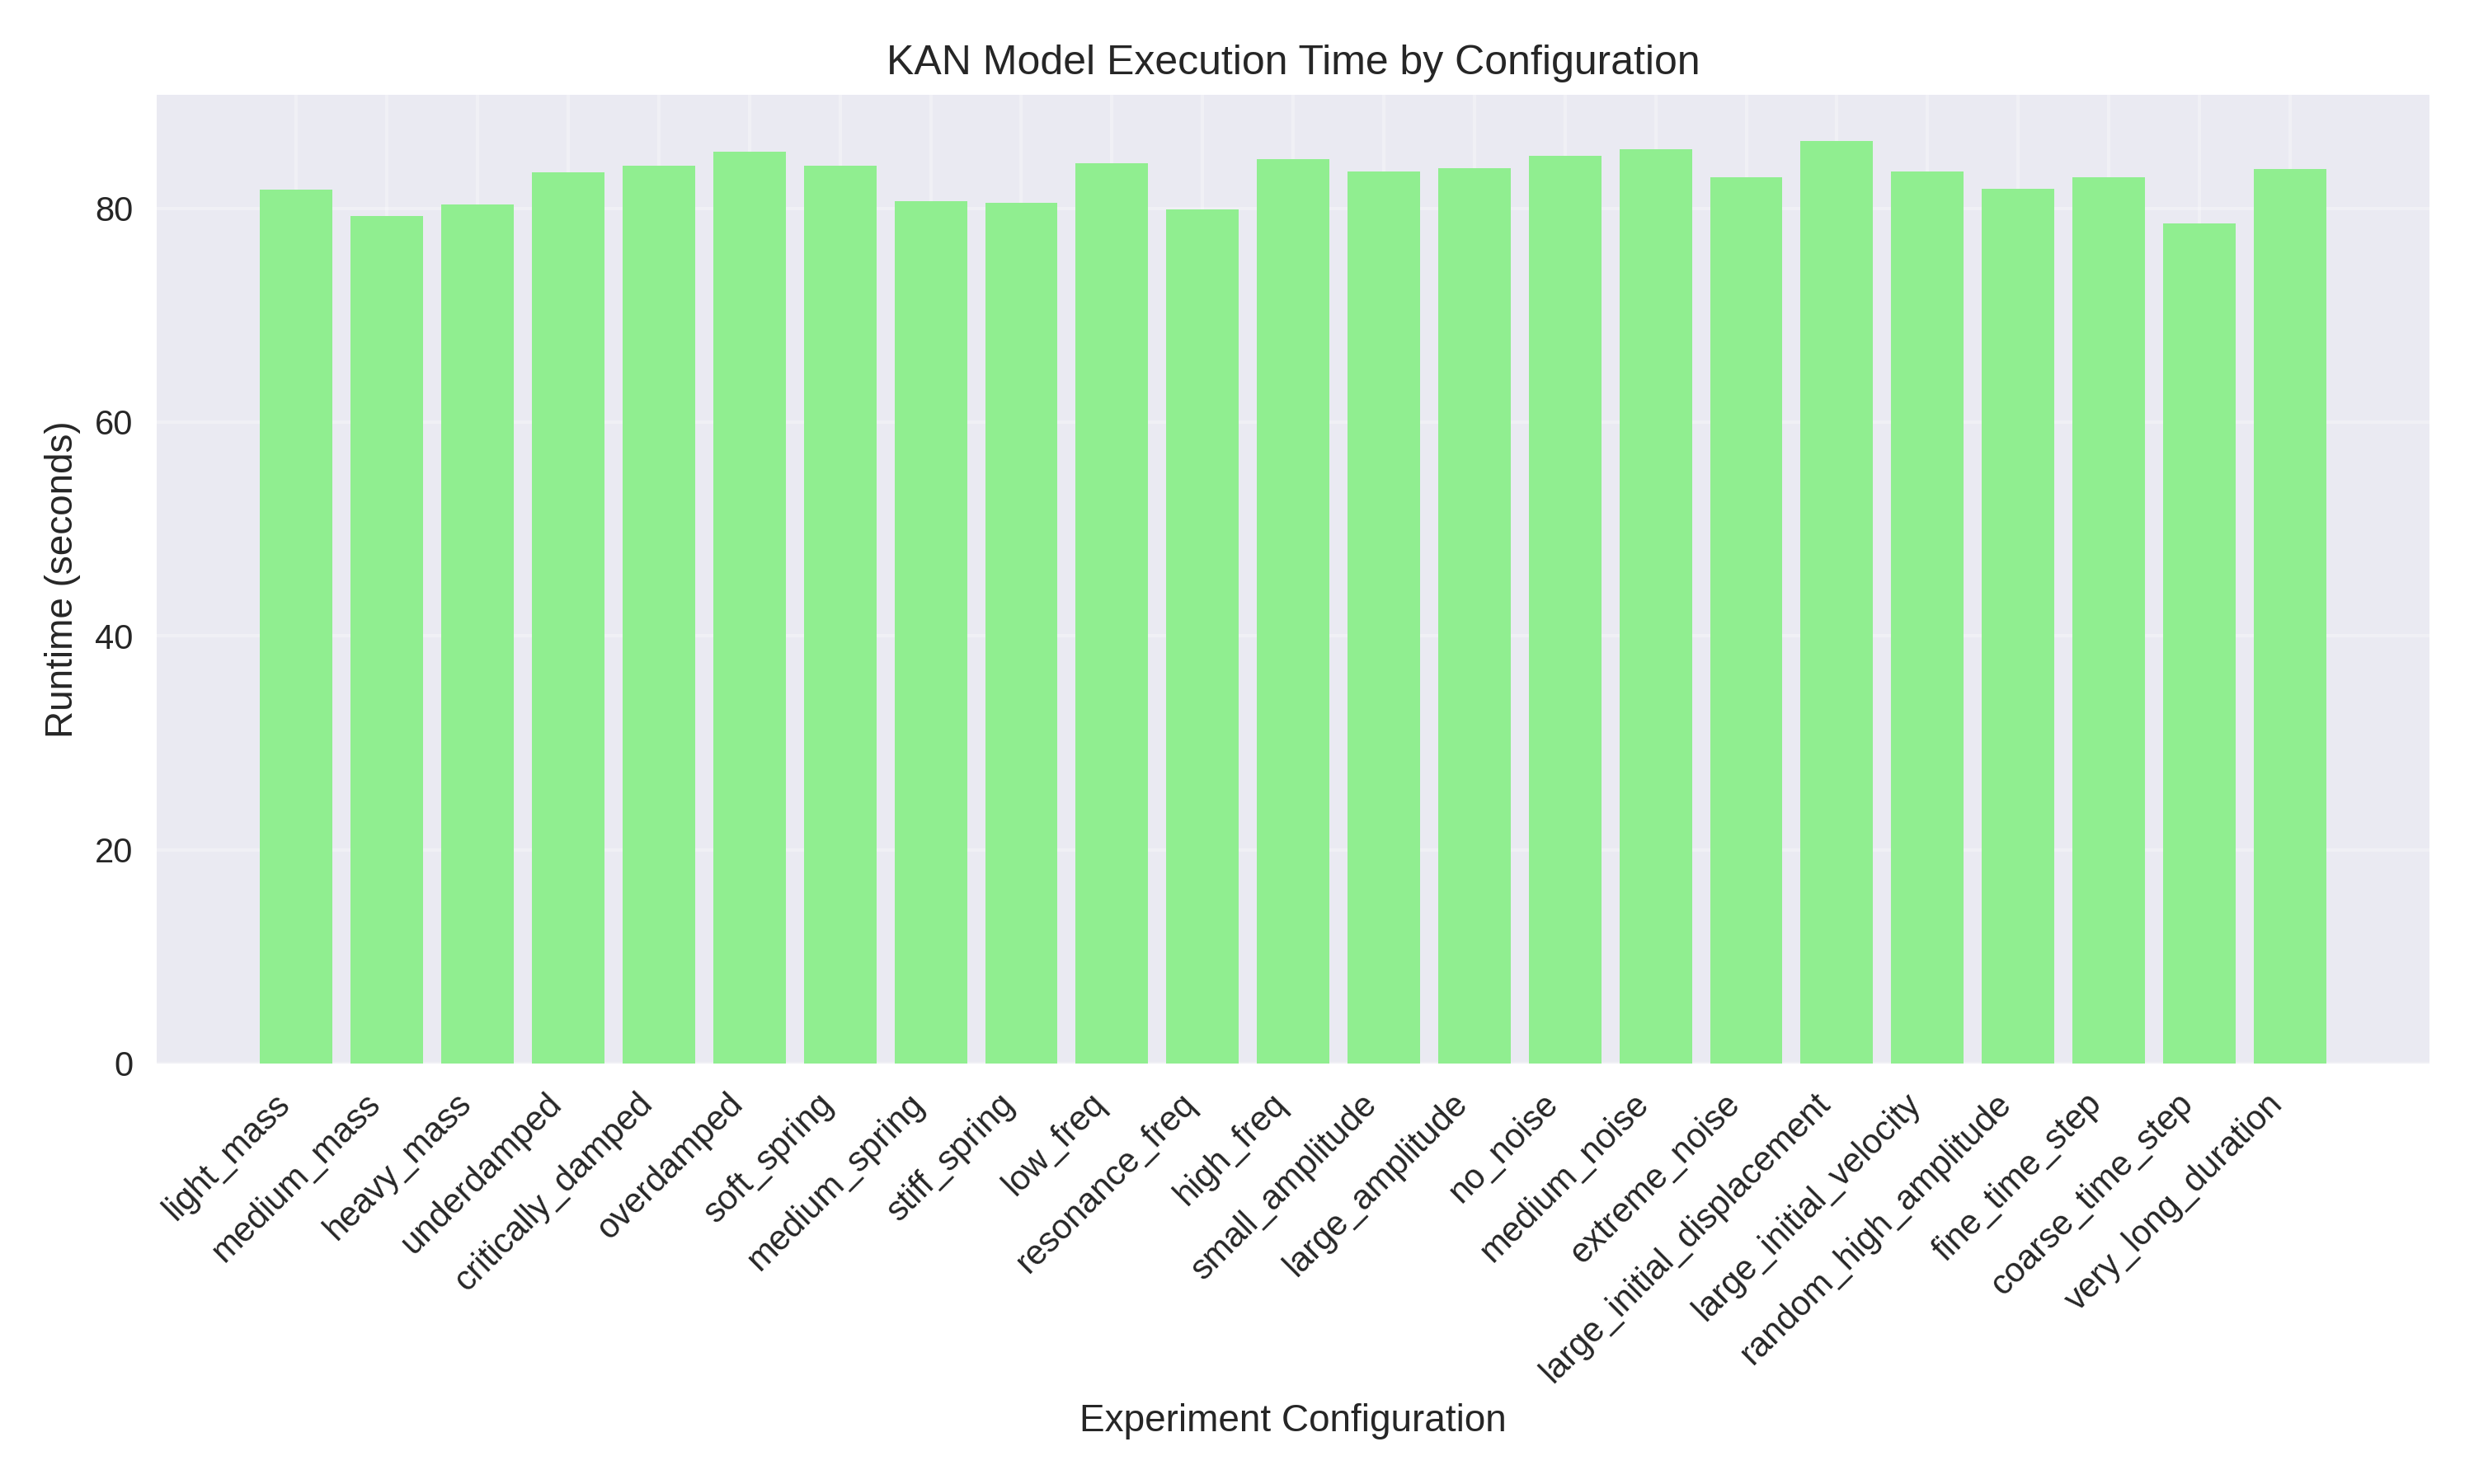 KAN Model Execution Time by Configuration
Runtime (seconds)
80
60
40
20
0
light_mass
medium_mass
heavy_mass
underdamped
critically_damped
overdamped
soft_spring
medium_spring
stiff_spring
low_freq
resonance_freq
high_freq
small_amplitude
large_amplitude
no_noise
medium_noise
extreme_noise
large_initial_displacement
large_initial_velocity
random_high_amplitude
fine_time_step
coarse_time_step
very_long_duration
Experiment Configuration